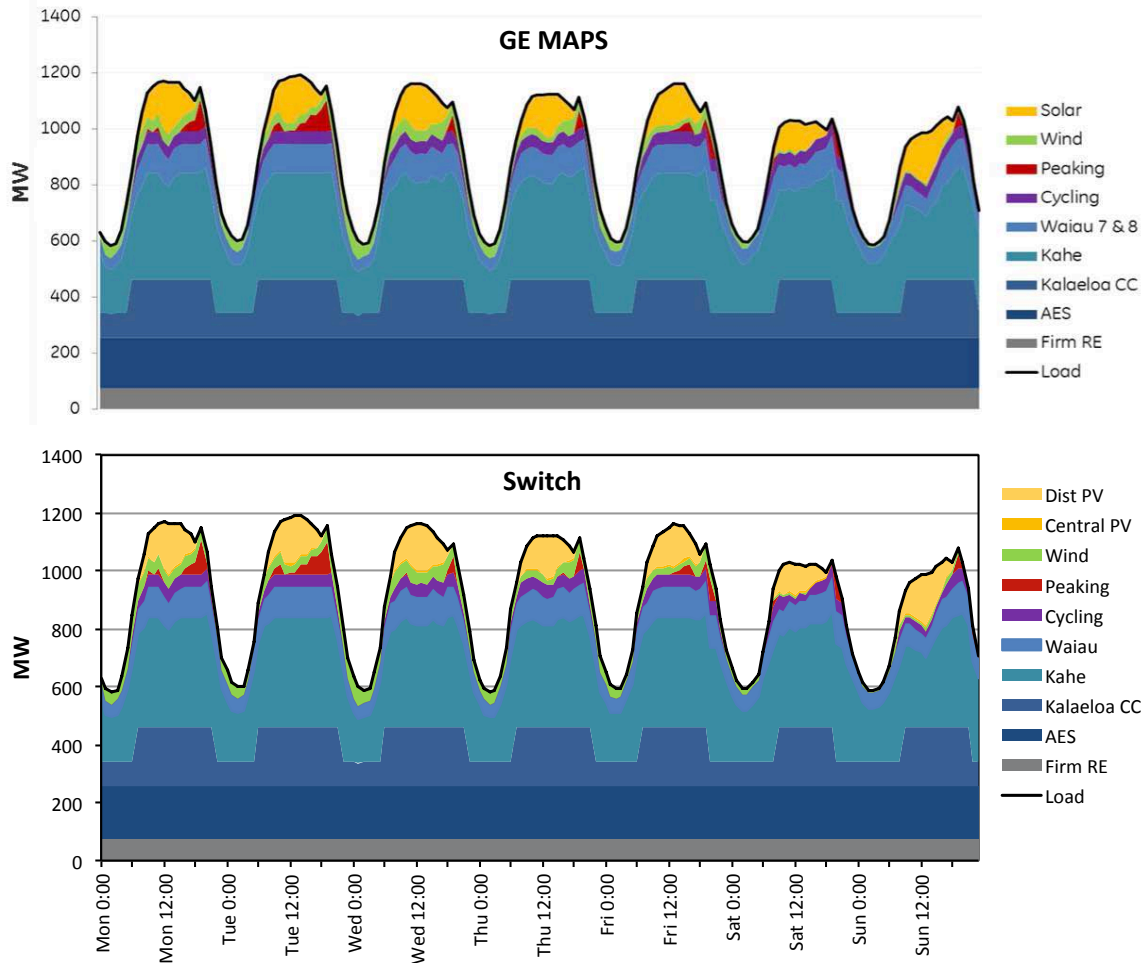 GE MAPS
MW
1400
1200
1000
800
600
400
200
0
Solar
Wind
Peaking
Cycling
Waiau 7 & 8
Kahe
Kalaeloa CC
AES
Firm RE
Load
Switch
MW
1400
1200
1000
800
600
400
200
0
Dist PV
Central PV
Wind
Peaking
Cycling
Waiau
Kahe
Kalaeloa CC
AES
Firm RE
Load
Mon 0:00
Mon 12:00
Tue 0:00
Tue 12:00
Wed 0:00
Wed 12:00
Thu 0:00
Thu 12:00
Fri 0:00
Fri 12:00
Sat 0:00
Sat 12:00
Sun 0:00
Sun 12:00